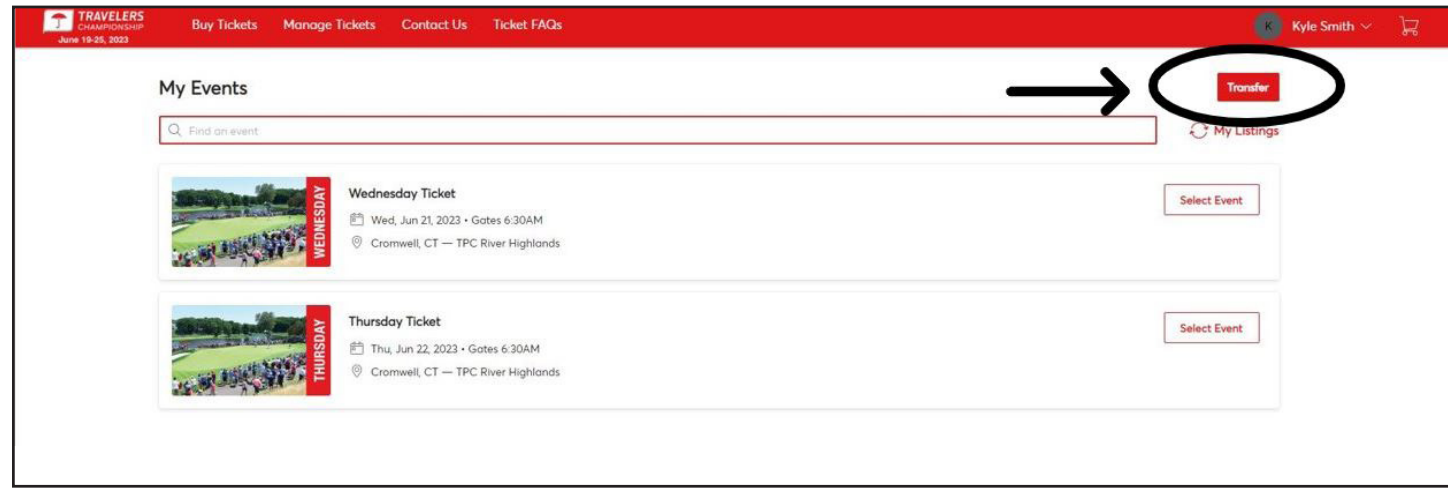 TRAVELERS
CHAMPIONSHIP
June 19-25, 2023
Buy Tickets Manage Tickets Contact Us Ticket FAQs
K Kyle Smith
My Events
Transfer
Find an event
My Listings
WEDNESDAY
Wednesday Ticket
Wed, Jun 21, 2023 • Gates 6:30AM
Cromwell, CT — TPC River Highlands
Select Event
THURSDAY
Thursday Ticket
Thu, Jun 22, 2023 • Gates 6:30AM
Cromwell, CT — TPC River Highlands
Select Event